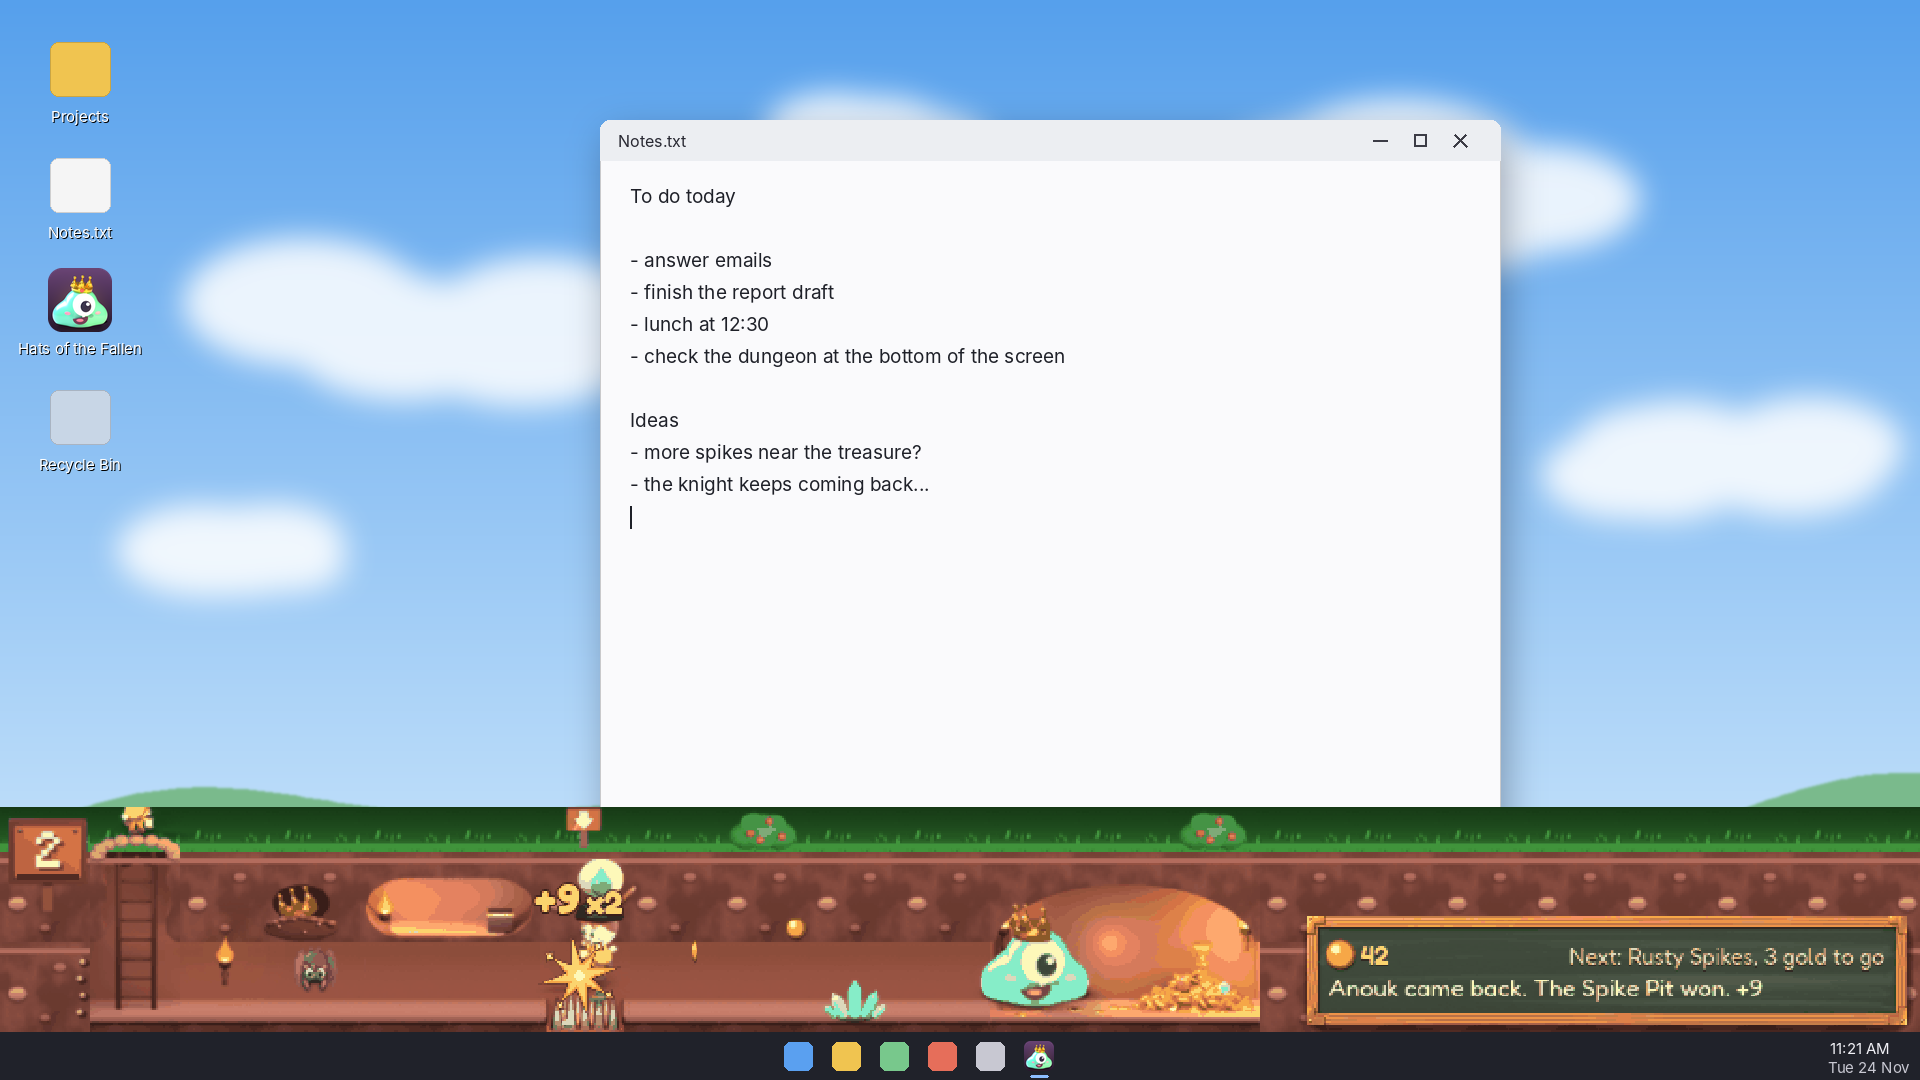 Projects
Notes.txt
Hats of the Fallen
Recycle Bin
Notes.txt
To do today
- answer emails
- finish the report draft
- lunch at 12:30
- check the dungeon at the bottom of the screen
Ideas
- more spikes near the treasure?
- the knight keeps coming back...
2
+9 x2
42
Next: Rusty Spikes, 3 gold to go
Anouk came back. The Spike Pit won. +9
11:21 AM
Tue 24 Nov